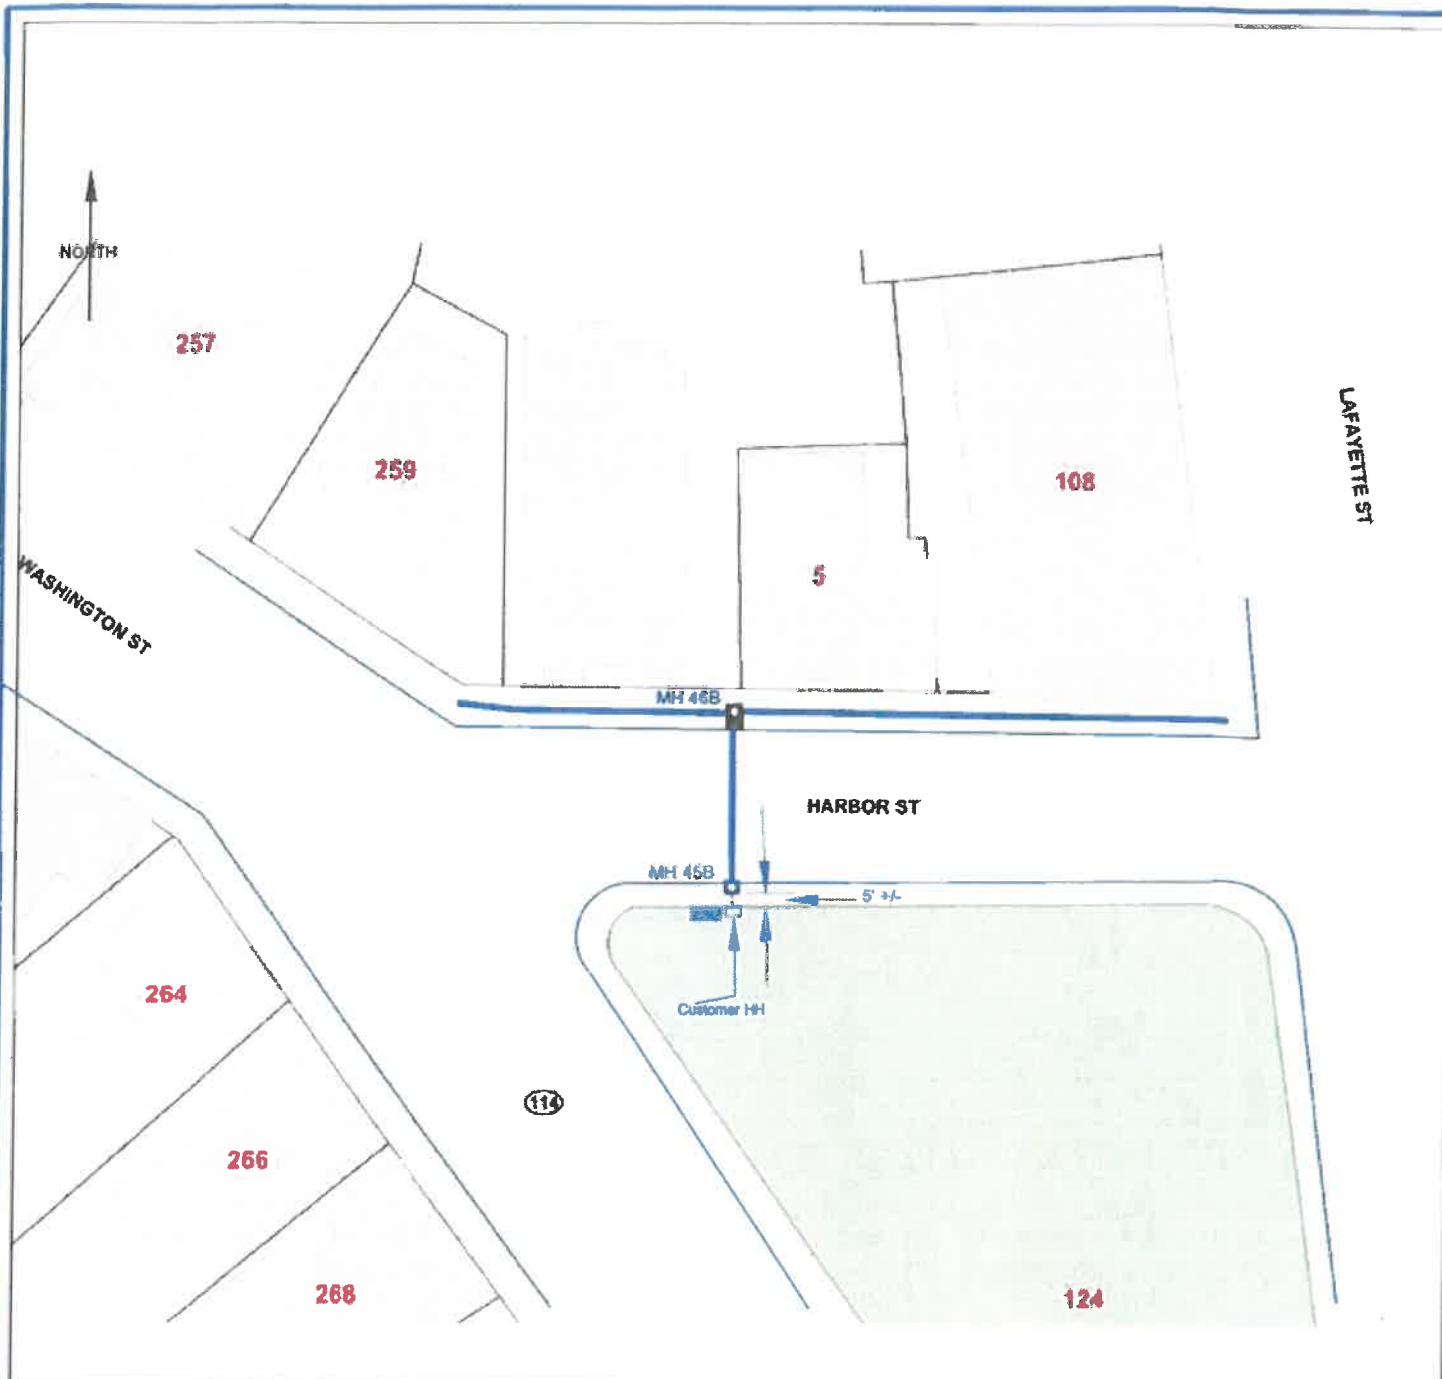 NORTH
257
259
108
LAFAYETTE ST
5
WASHINGTON ST
MH 46B
HARBOR ST
MH 45B
5' +/-
Customer HH
264
114
266
268
124